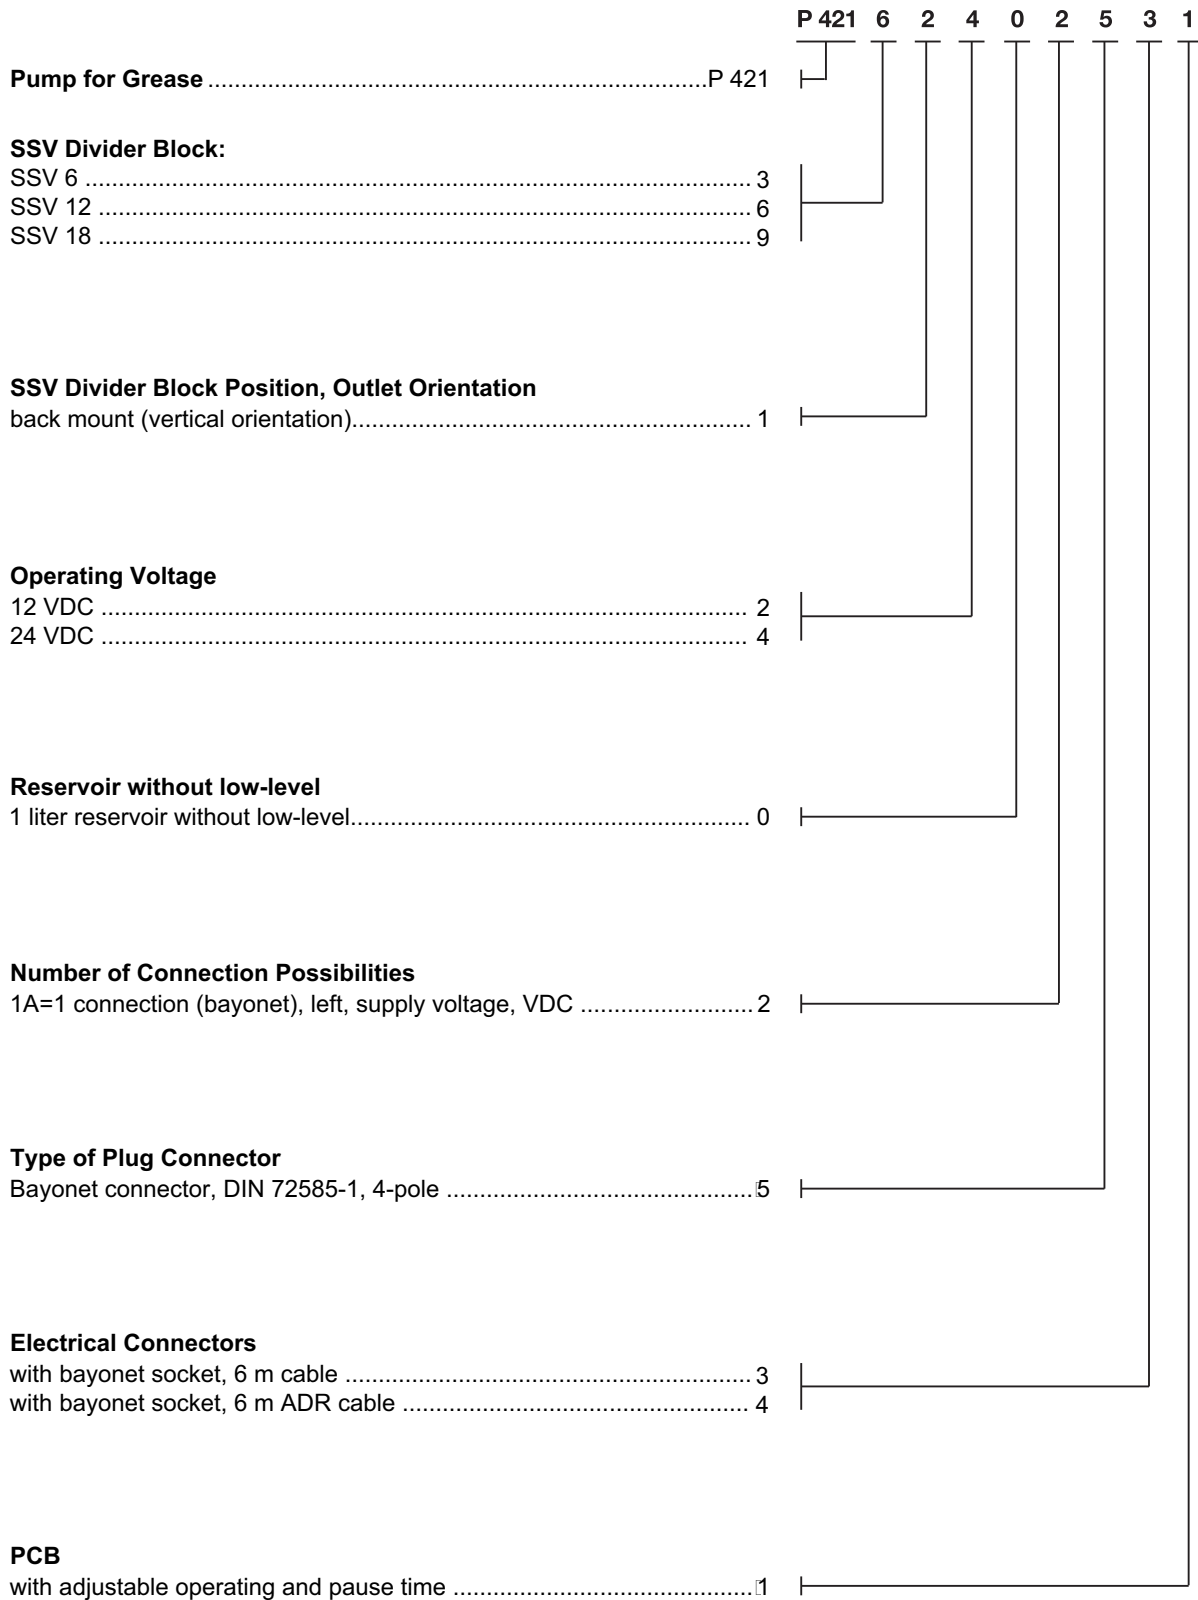 P 421 6 2 4 0 2 5 3 1
Pump for Grease ........................................................................... P 421
SSV Divider Block:
SSV 6 .................................................................................................... 3
SSV 12 .................................................................................................. 6
SSV 18 .................................................................................................. 9
SSV Divider Block Position, Outlet Orientation
back mount (vertical orientation)............................................................ 1
Operating Voltage
12 VDC ................................................................................................. 2
24 VDC ................................................................................................. 4
Reservoir without low-level
1 liter reservoir without low-level............................................................ 0
Number of Connection Possibilities
1A=1 connection (bayonet), left, supply voltage, VDC .......................... 2
Type of Plug Connector
Bayonet connector, DIN 72585-1, 4-pole .............................................. 5
Electrical Connectors
with bayonet socket, 6 m cable ............................................................. 3
with bayonet socket, 6 m ADR cable .................................................... 4
PCB
with adjustable operating and pause time ............................................. 1